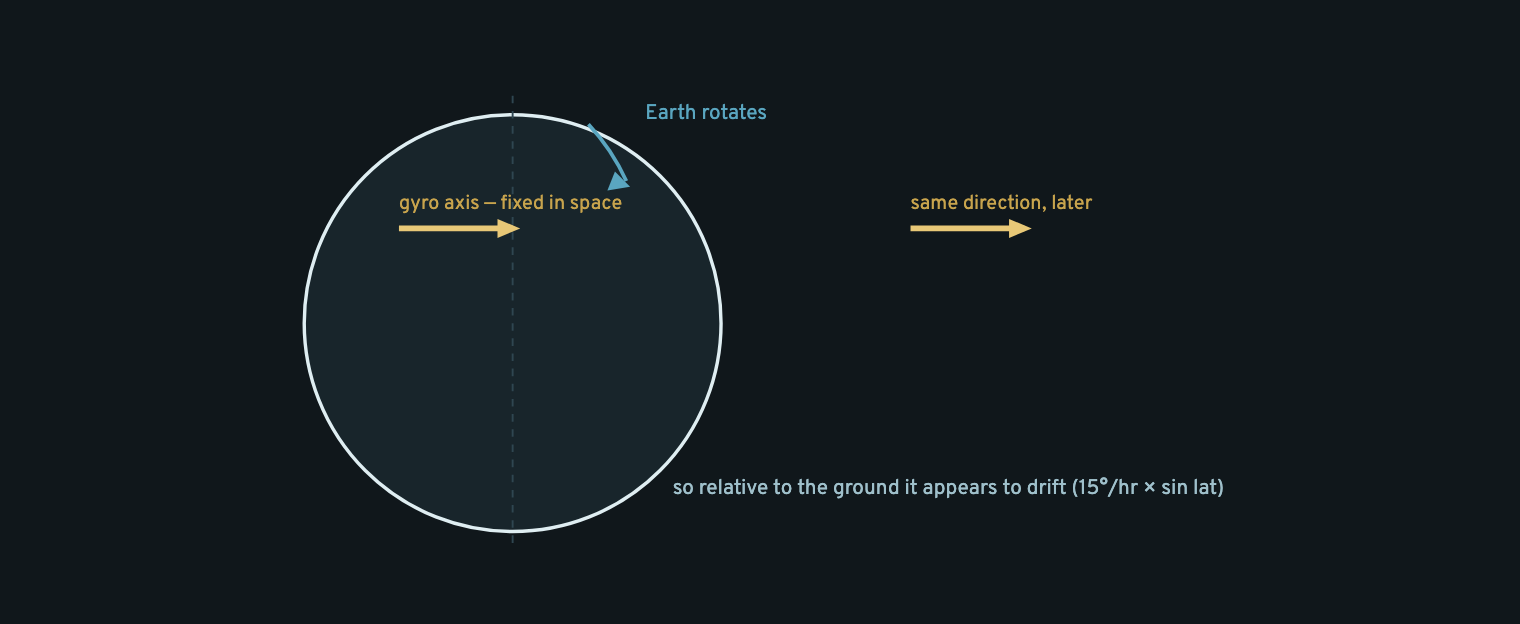 Earth rotates
gyro axis – fixed in space
same direction, later
so relative to the ground it appears to drift (15°/hr × sin lat)